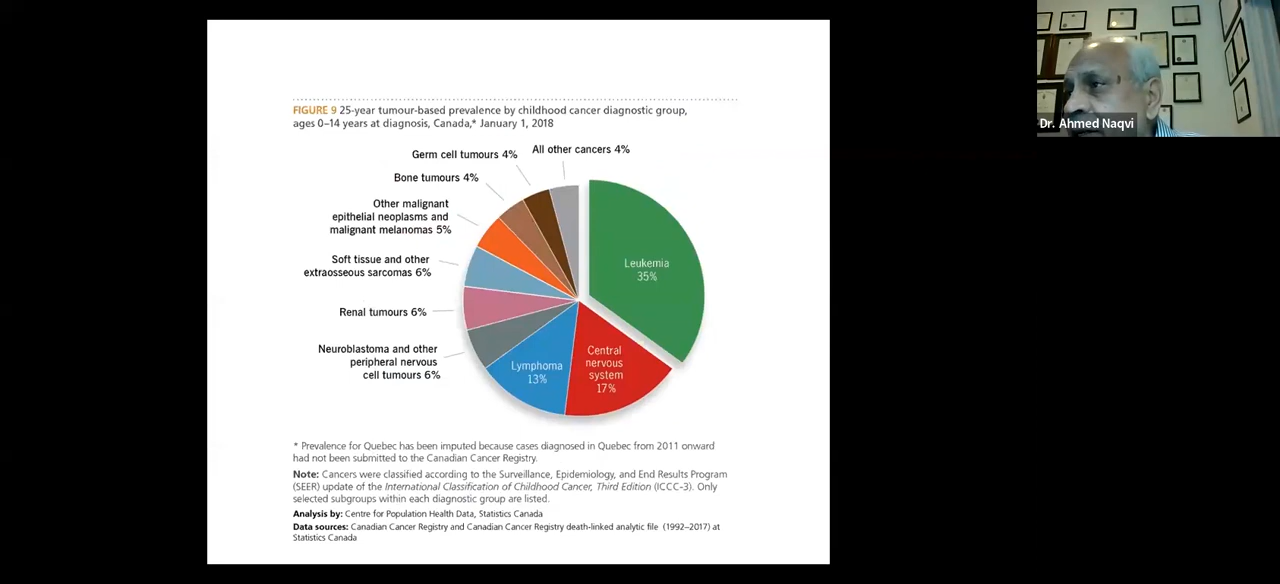 FIGURE 9 25-year tumour-based prevalence by childhood cancer diagnostic group,
ages 0–14 years at diagnosis, Canada,* January 1, 2018
All other cancers 4%
Germ cell tumours 4%
Bone tumours 4%
Other malignant
epithelial neoplasms and
malignant melanomas 5%
Soft tissue and other
extraosseous sarcomas 6%
Renal tumours 6%
Neuroblastoma and other
peripheral nervous
cell tumours 6%
Lymphoma
13%
Central
nervous
system
17%
Leukemia
35%
* Prevalence for Quebec has been imputed because cases diagnosed in Quebec from 2011 onward
had not been submitted to the Canadian Cancer Registry.
Note: Cancers were classified according to the Surveillance, Epidemiology, and End Results Program
(SEER) update of the International Classification of Childhood Cancer, Third Edition (ICCC-3). Only
selected subgroups within each diagnostic group are listed.
Analysis by: Centre for Population Health Data, Statistics Canada
Data sources: Canadian Cancer Registry and Canadian Cancer Registry death-linked analytic file (1992–2017) at
Statistics Canada
Dr. Ahmed Naqvi